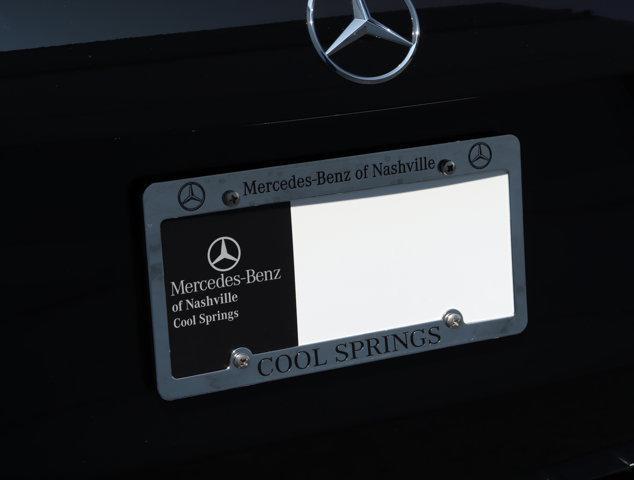 Mercedes-Benz of Nashville
Mercedes-Benz
of Nashville
Cool Springs
COOL SPRINGS